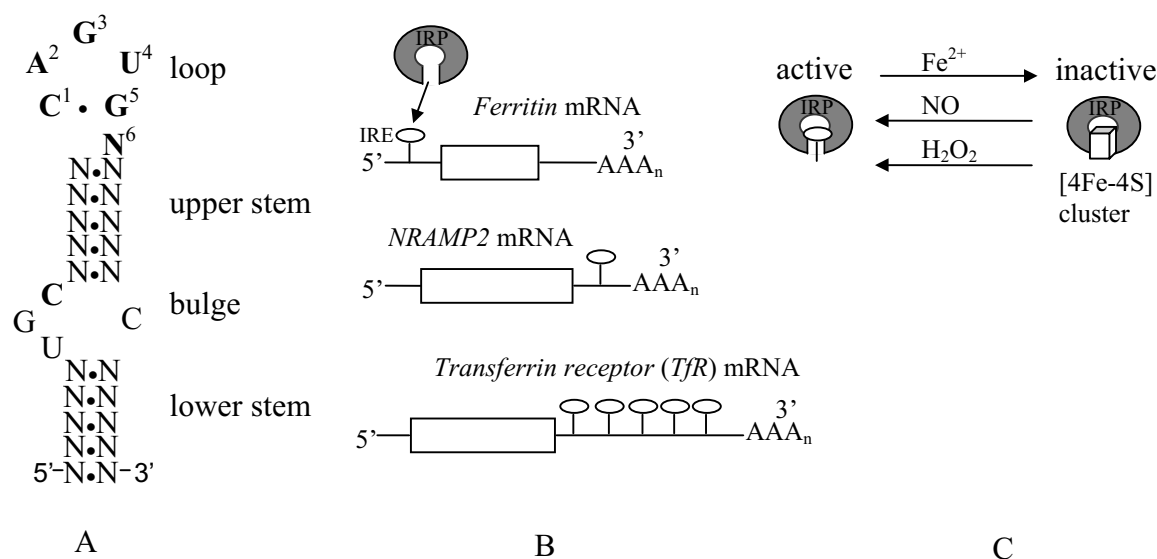 G³
A² U⁴ loop
C¹ • G⁵
N⁶
N•N
N•N
N•N upper stem
N•N
N•N
C
G C bulge
U
N•N
N•N
N•N lower stem
N•N
5'–N•N–3'
A
IRP
Ferritin mRNA
IRE
5' 3'
AAAₙ
NRAMP2 mRNA
5' 3'
AAAₙ
Transferrin receptor (TfR) mRNA
5' 3'
AAAₙ
B
active Fe²⁺ inactive
IRP NO IRP
H₂O₂
[4Fe-4S]
cluster
C